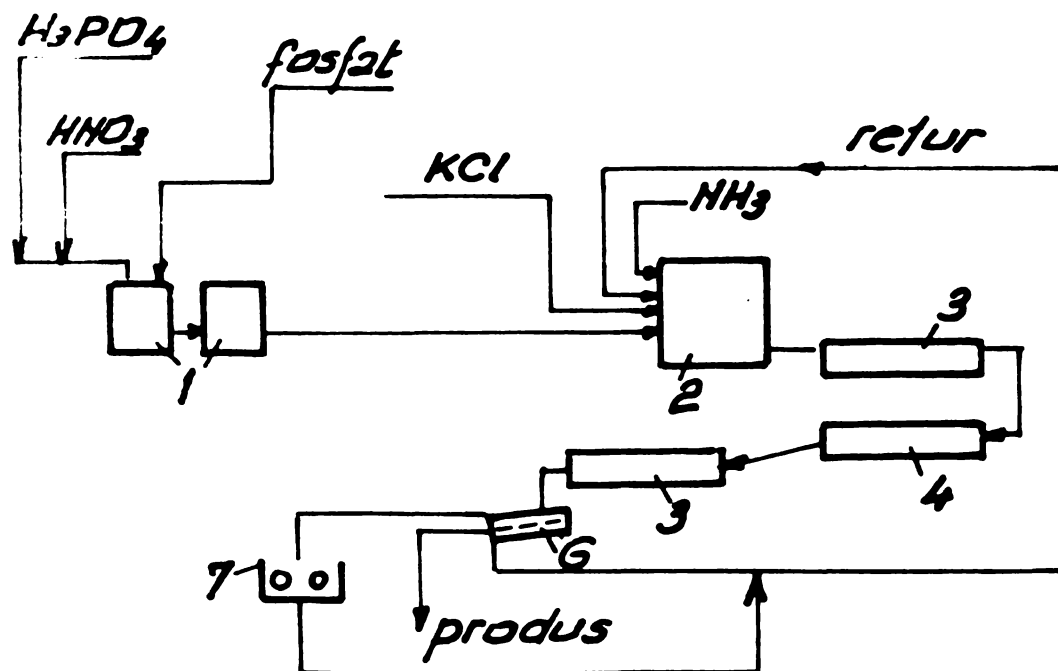 H₃PO₄
fosfat
HNO₃
KCl
retur
NH₃
3
1
2
4
3
G
7
produs